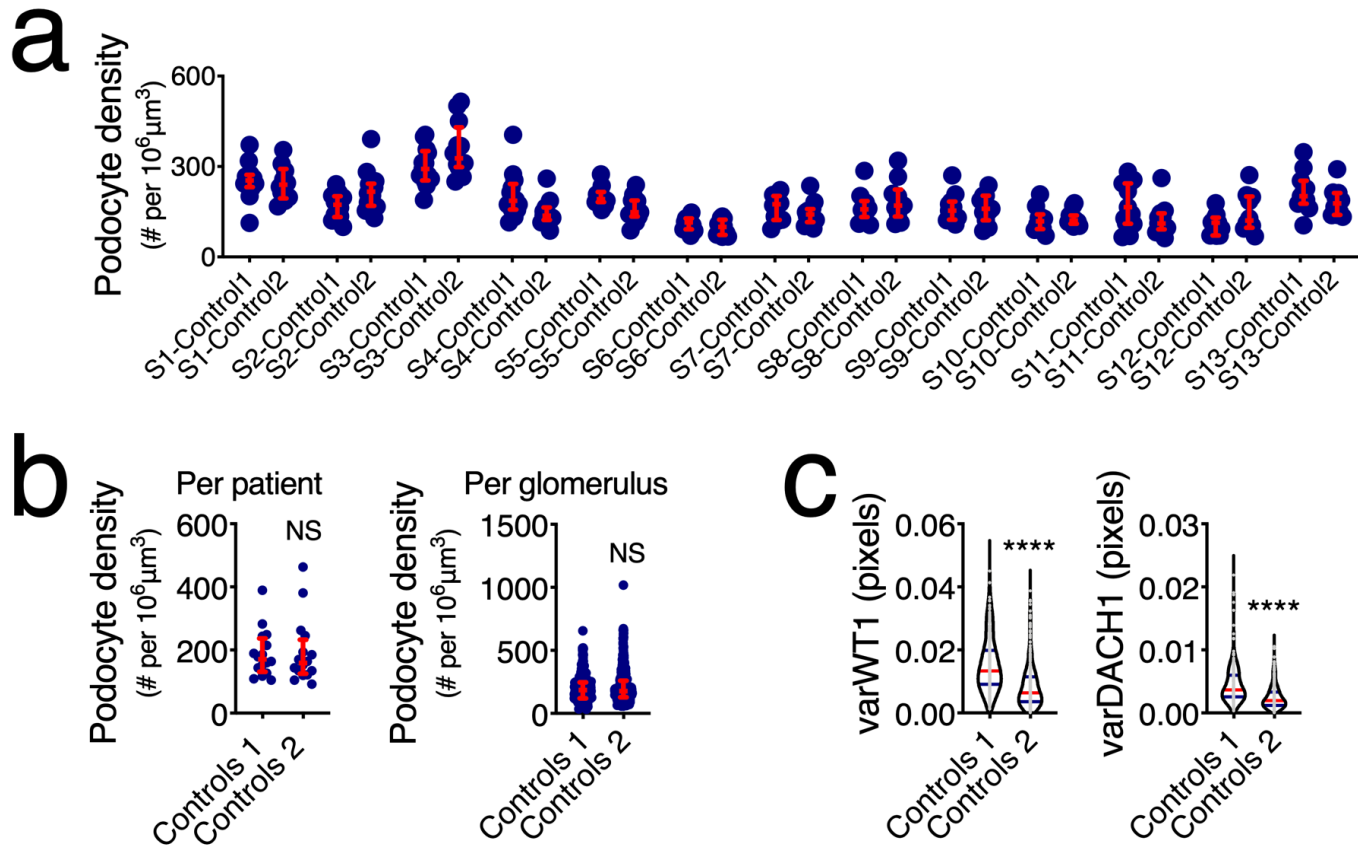 a
Podocyte density
(# per 10⁶µm³)
600
300
0
S1-Control1
S1-Control2
S2-Control1
S2-Control2
S3-Control1
S3-Control2
S4-Control1
S4-Control2
S5-Control1
S5-Control2
S6-Control1
S6-Control2
S7-Control1
S7-Control2
S8-Control1
S8-Control2
S9-Control1
S9-Control2
S10-Control1
S10-Control2
S11-Control1
S11-Control2
S12-Control1
S12-Control2
S13-Control1
S13-Control2
b
Per patient
Podocyte density
(# per 10⁶µm³)
600
400
200
0
NS
Controls 1
Controls 2
Per glomerulus
Podocyte density
(# per 10⁶µm³)
1500
1000
500
0
NS
Controls 1
Controls 2
c
varWT1 (pixels)
0.06
0.04
0.02
0.00
****
Controls 1
Controls 2
varDACH1 (pixels)
0.03
0.02
0.01
0.00
****
Controls 1
Controls 2